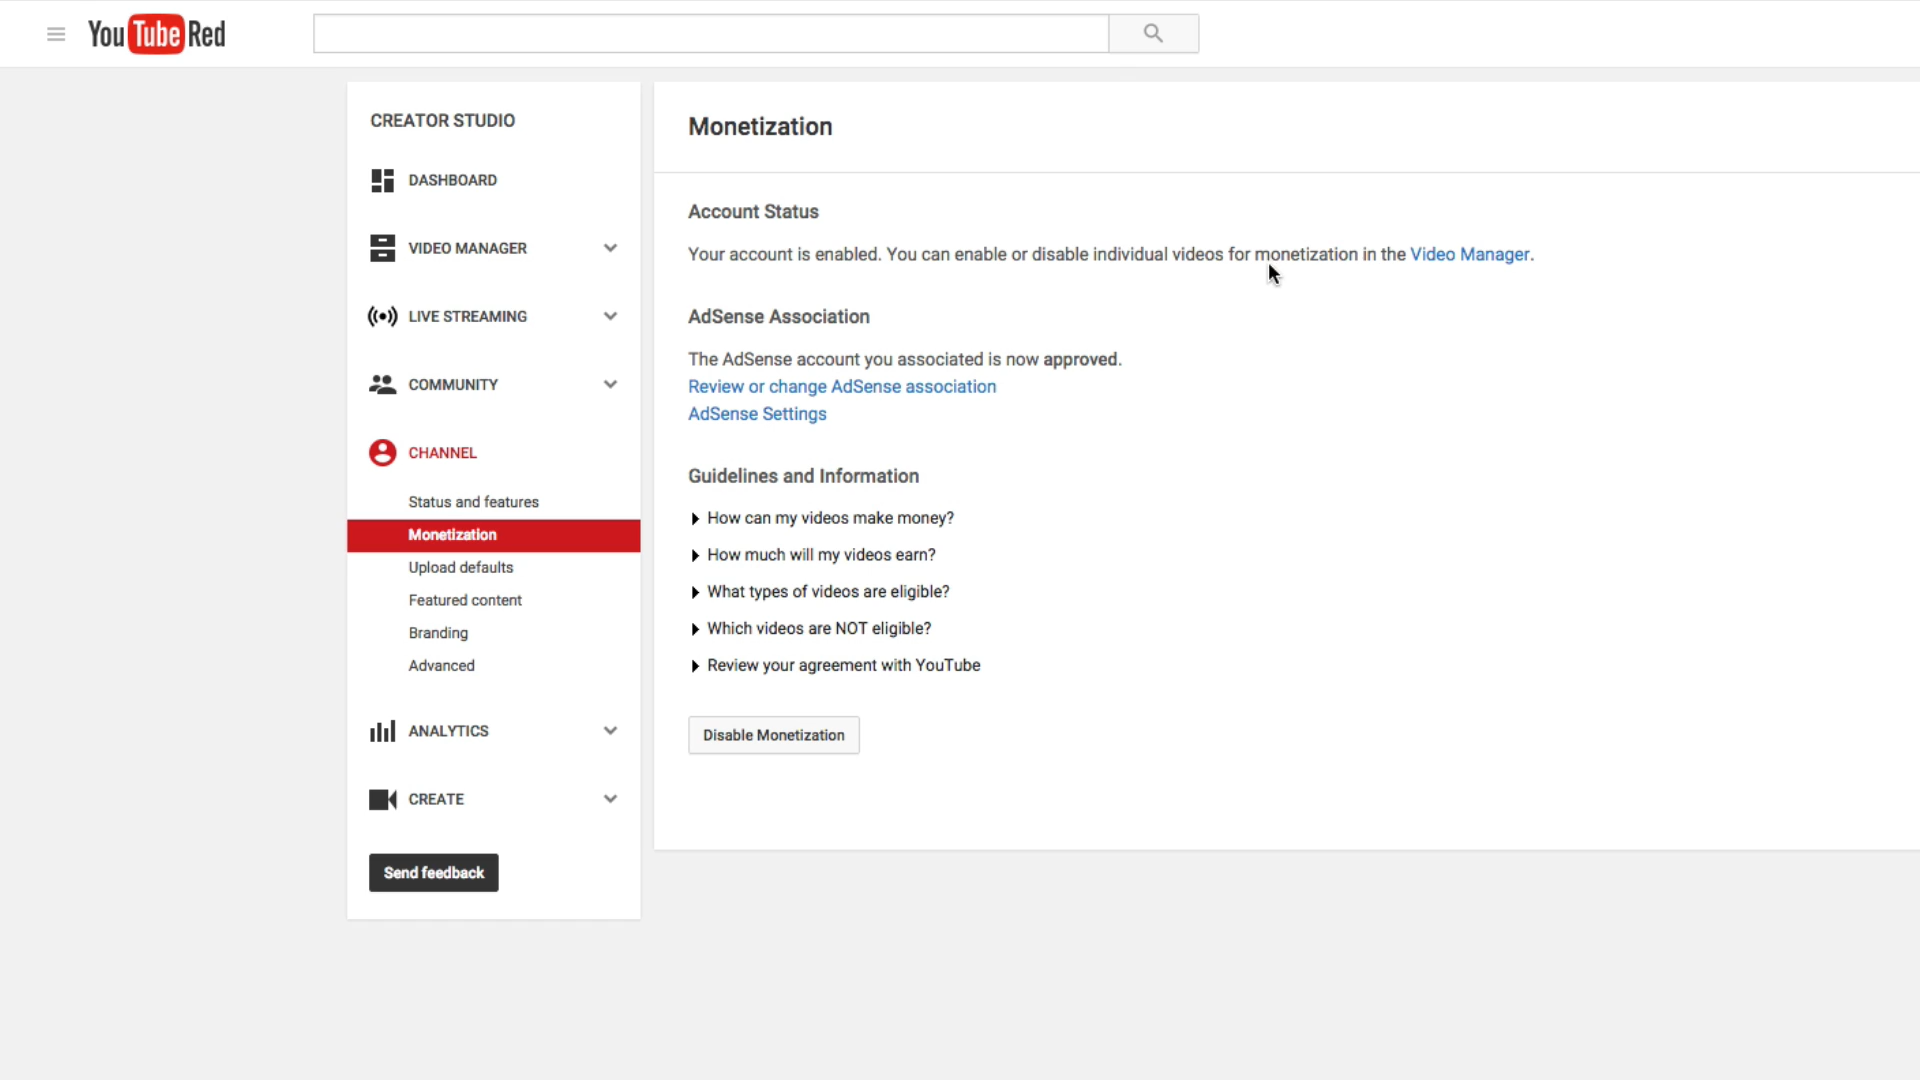 YouTube Red
CREATOR STUDIO
DASHBOARD
VIDEO MANAGER
LIVE STREAMING
COMMUNITY
CHANNEL
Status and features
Monetization
Upload defaults
Featured content
Branding
Advanced
ANALYTICS
CREATE
Send feedback
Monetization
Account Status
Your account is enabled. You can enable or disable individual videos for monetization in the Video Manager.
AdSense Association
The AdSense account you associated is now approved.
Review or change AdSense association
AdSense Settings
Guidelines and Information
How can my videos make money?
How much will my videos earn?
What types of videos are eligible?
Which videos are NOT eligible?
Review your agreement with YouTube
Disable Monetization